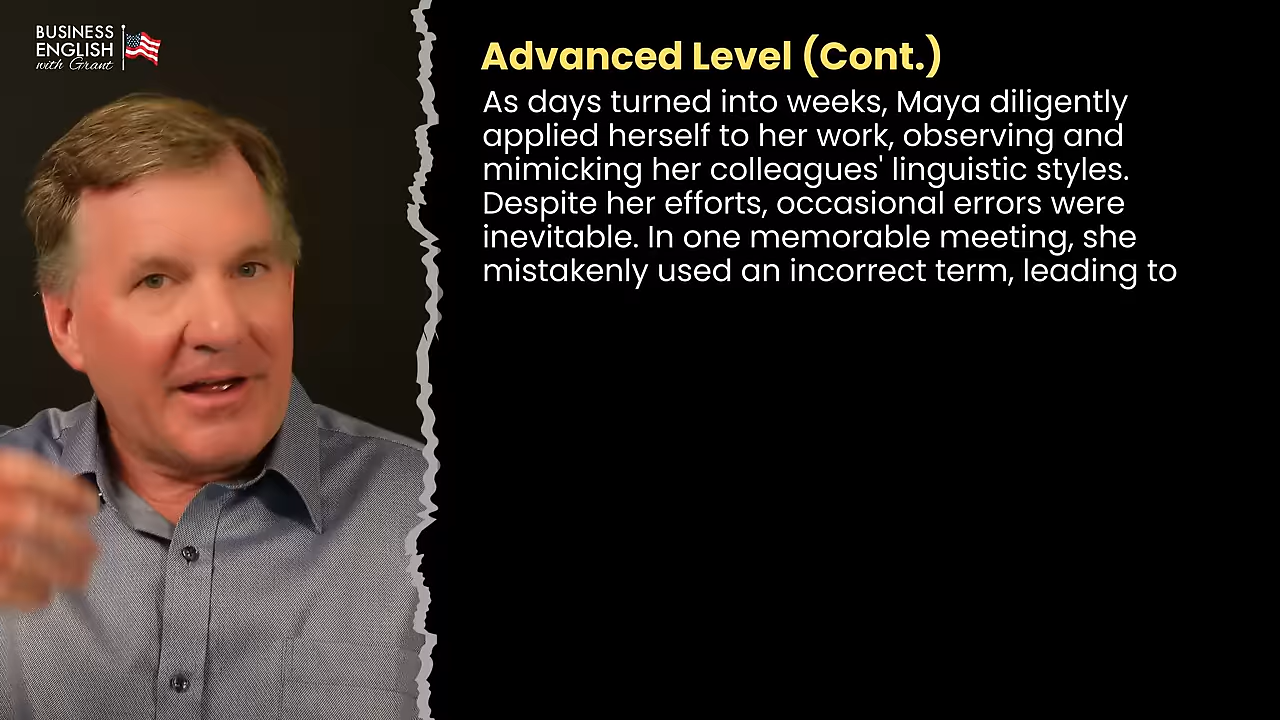 BUSINESS
ENGLISH
with Grant
Advanced Level (Cont.)
As days turned into weeks, Maya diligently
applied herself to her work, observing and
mimicking her colleagues' linguistic styles.
Despite her efforts, occasional errors were
inevitable. In one memorable meeting, she
mistakenly used an incorrect term, leading to